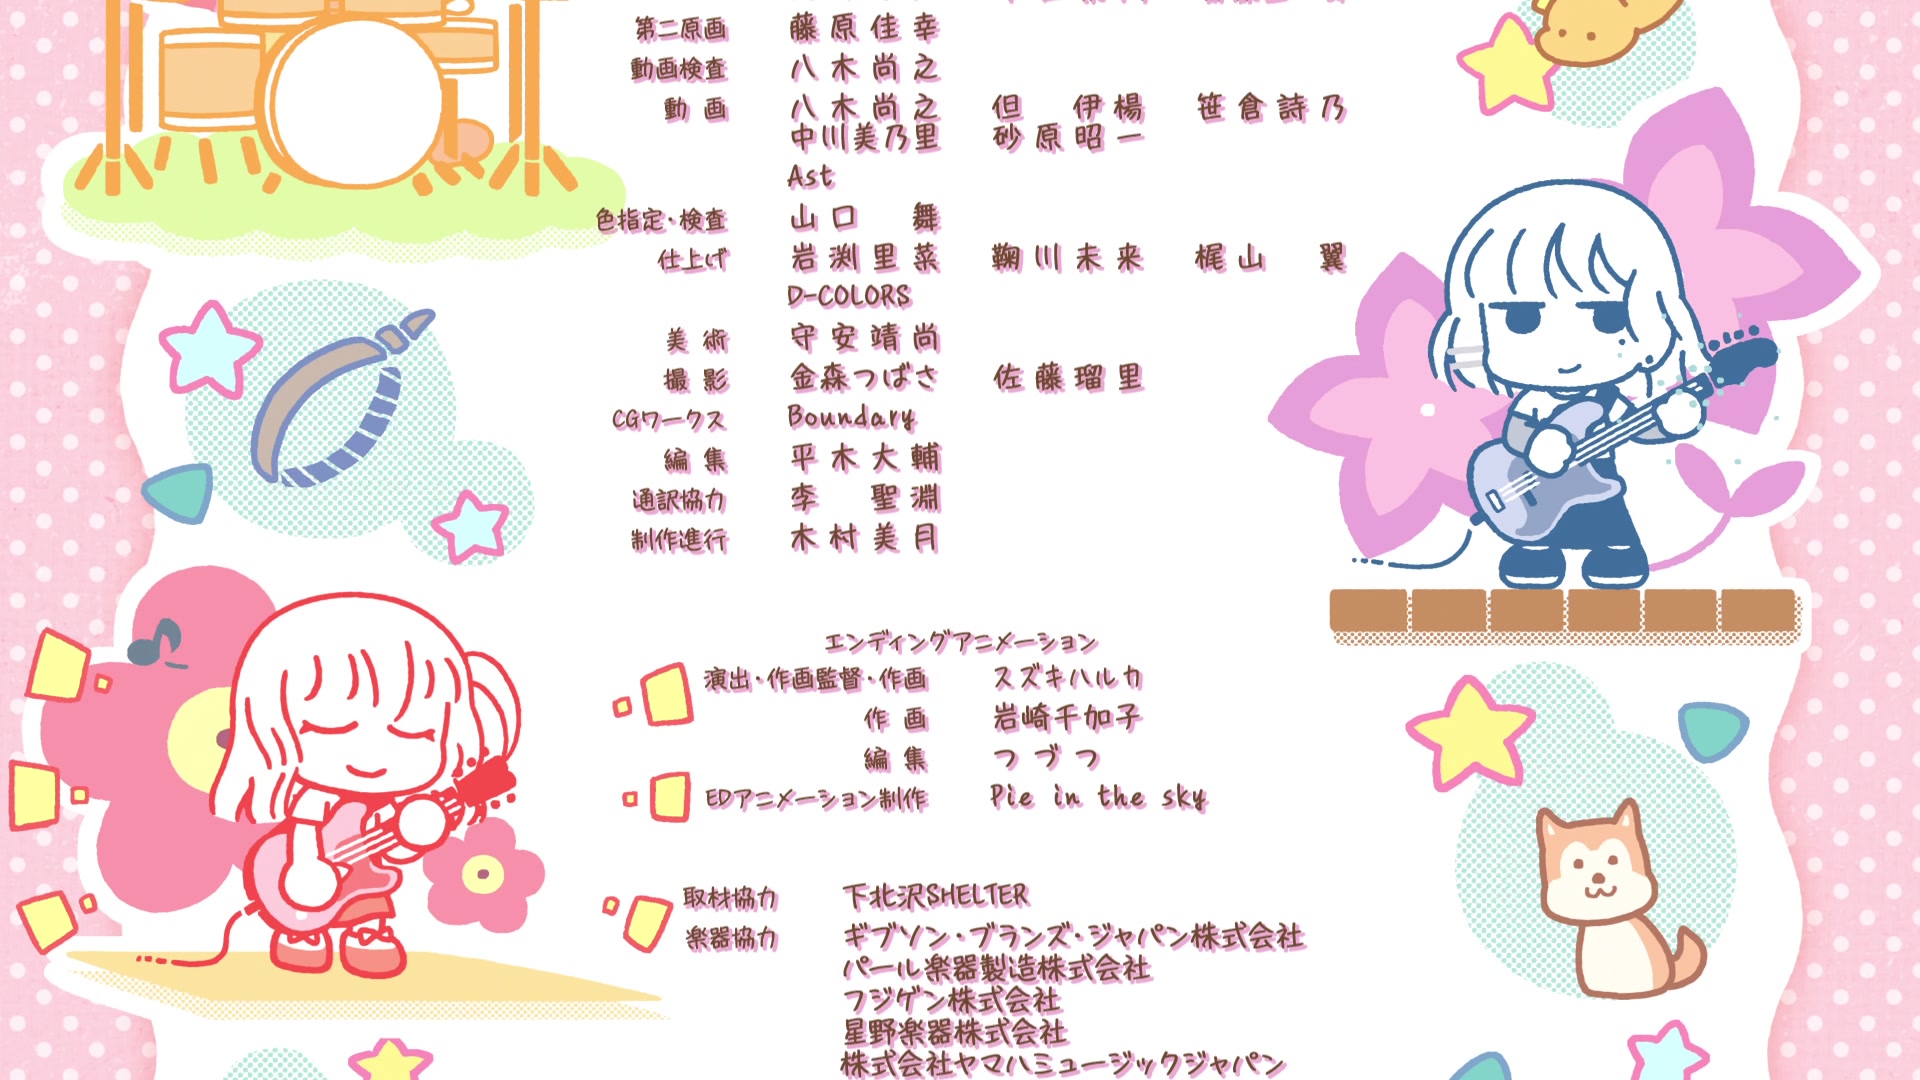 第二原画 藤原佳幸
動画検査 八木尚之
動画 八木尚之 但 伊楊 笹倉詩乃
中川美乃里 砂原昭一
Ast
色指定・検査 山口 舞
仕上げ 岩渕里菜 鞠川未来 梶山 翼
D-COLORS
美術 守安靖尚
撮影 金森つばさ 佐藤瑠里
CGワークス Boundary
編集 平木大輔
通訳協力 李 聖淵
制作進行 木村美月
エンディングアニメーション
演出・作画監督・作画 スズキハルカ
作画 岩崎千加子
編集 つづつ
EDアニメーション制作 Pie in the sky
取材協力 下北沢SHELTER
楽器協力 ギブソン・ブランズ・ジャパン株式会社
パール楽器製造株式会社
フジゲン株式会社
星野楽器株式会社
株式会社ヤマハミュージックジャパン